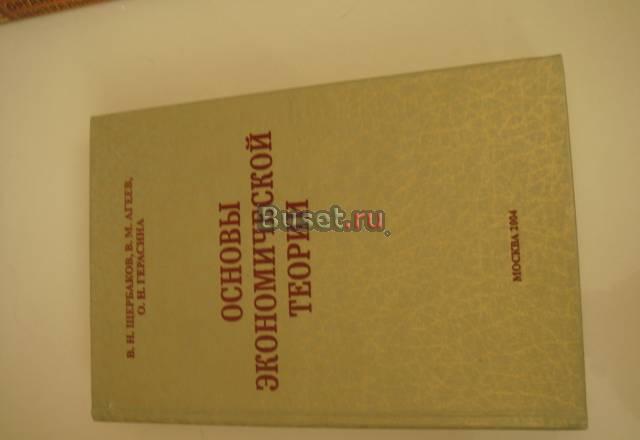 В. Н. ЩЕРБАКОВ, В. М. АГЕЕВ,
О. Н. ГЕРАСИНА
ОСНОВЫ
ЭКОНОМИЧЕСКОЙ
ТЕОРИИ
МОСКВА 2004
Buset.ru